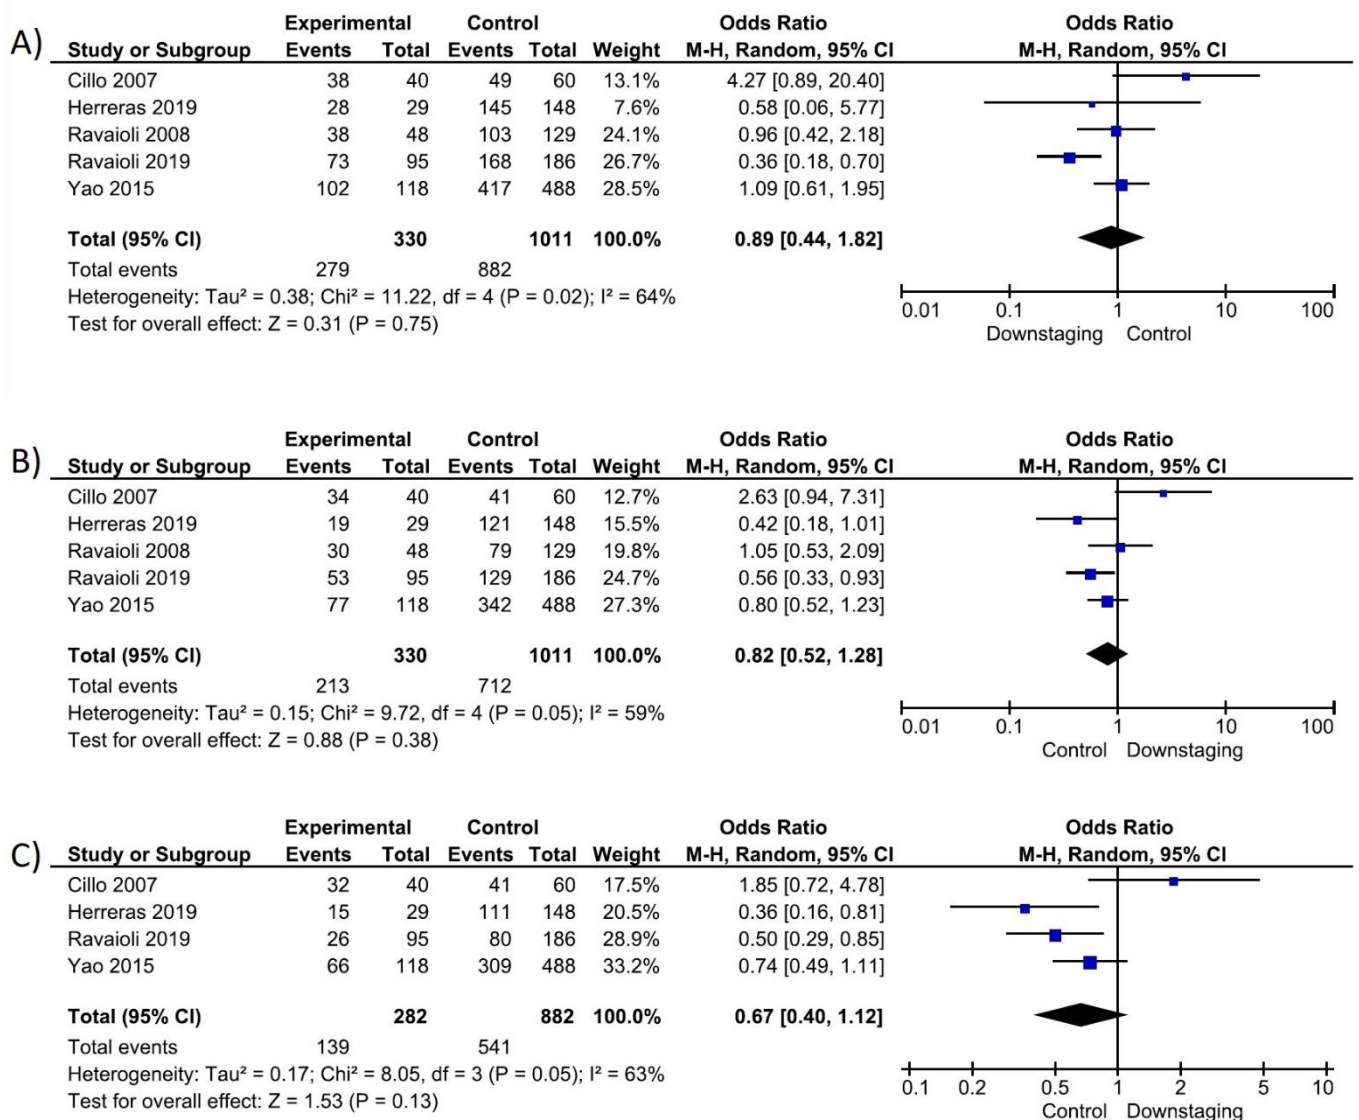 Experimental Control Odds Ratio Odds Ratio
A) Study or Subgroup Events Total Events Total Weight M-H, Random, 95% CI M-H, Random, 95% CI
Cillo 2007 38 40 49 60 13.1% 4.27 [0.89, 20.40]
Herreras 2019 28 29 145 148 7.6% 0.58 [0.06, 5.77]
Ravaioli 2008 38 48 103 129 24.1% 0.96 [0.42, 2.18]
Ravaioli 2019 73 95 168 186 26.7% 0.36 [0.18, 0.70]
Yao 2015 102 118 417 488 28.5% 1.09 [0.61, 1.95]
Total (95% CI) 330 1011 100.0% 0.89 [0.44, 1.82]
Total events 279 882
Heterogeneity: Tau² = 0.38; Chi² = 11.22, df = 4 (P = 0.02); I² = 64%
Test for overall effect: Z = 0.31 (P = 0.75)
0.01 0.1 1 10 100
Downstaging Control
Experimental Control Odds Ratio Odds Ratio
B) Study or Subgroup Events Total Events Total Weight M-H, Random, 95% CI M-H, Random, 95% CI
Cillo 2007 34 40 41 60 12.7% 2.63 [0.94, 7.31]
Herreras 2019 19 29 121 148 15.5% 0.42 [0.18, 1.01]
Ravaioli 2008 30 48 79 129 19.8% 1.05 [0.53, 2.09]
Ravaioli 2019 53 95 129 186 24.7% 0.56 [0.33, 0.93]
Yao 2015 77 118 342 488 27.3% 0.80 [0.52, 1.23]
Total (95% CI) 330 1011 100.0% 0.82 [0.52, 1.28]
Total events 213 712
Heterogeneity: Tau² = 0.15; Chi² = 9.72, df = 4 (P = 0.05); I² = 59%
Test for overall effect: Z = 0.88 (P = 0.38)
0.01 0.1 1 10 100
Control Downstaging
Experimental Control Odds Ratio Odds Ratio
C) Study or Subgroup Events Total Events Total Weight M-H, Random, 95% CI M-H, Random, 95% CI
Cillo 2007 32 40 41 60 17.5% 1.85 [0.72, 4.78]
Herreras 2019 15 29 111 148 20.5% 0.36 [0.16, 0.81]
Ravaioli 2019 26 95 80 186 28.9% 0.50 [0.29, 0.85]
Yao 2015 66 118 309 488 33.2% 0.74 [0.49, 1.11]
Total (95% CI) 282 882 100.0% 0.67 [0.40, 1.12]
Total events 139 541
Heterogeneity: Tau² = 0.17; Chi² = 8.05, df = 3 (P = 0.05); I² = 63%
Test for overall effect: Z = 1.53 (P = 0.13)
0.1 0.2 0.5 1 2 5 10
Control Downstaging